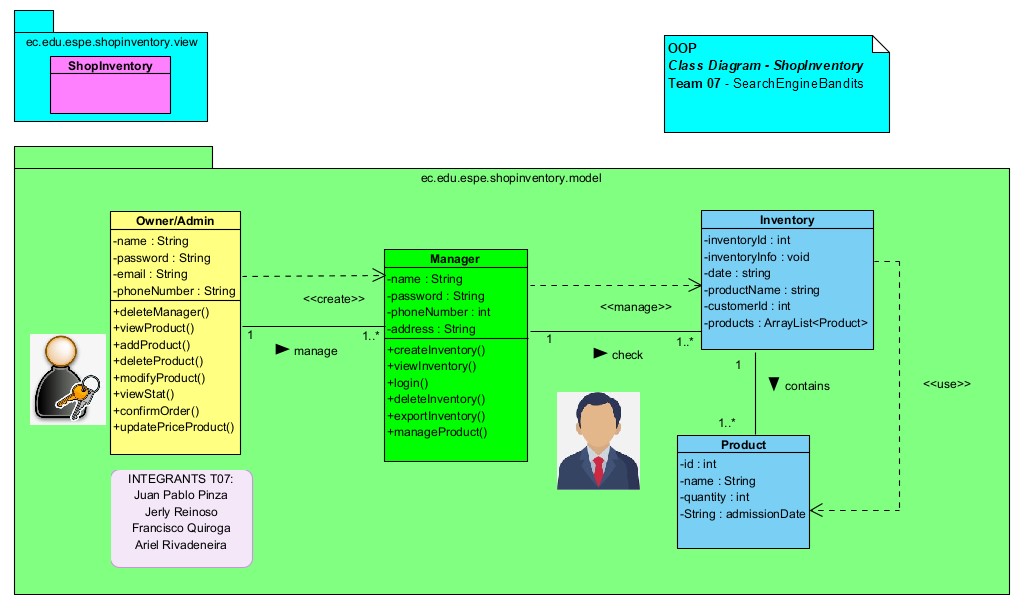 ec.edu.espe.shopinventory.view
ShopInventory
OOP
Class Diagram - ShopInventory
Team 07 - SearchEngineBandits
ec.edu.espe.shopinventory.model
Owner/Admin
-name : String
-password : String
-email : String
-phoneNumber : String
+deleteManager()
+viewProduct()
+addProduct()
+deleteProduct()
+modifyProduct()
+viewStat()
+confirmOrder()
+updatePriceProduct()
<<create>>
1
1..*
manage
Manager
-name : String
-password : String
-phoneNumber : int
-address : String
+createInventory()
+viewInventory()
+login()
+deleteInventory()
+exportInventory()
+manageProduct()
<<manage>>
1
1..*
check
Inventory
-inventoryId : int
-inventoryInfo : void
-date : string
-productName : string
-customerId : int
-products : ArrayList<Product>
1
contains
1..*
<<use>>
Product
-id : int
-name : String
-quantity : int
-String : admissionDate
INTEGRANTS T07:
Juan Pablo Pinza
Jerly Reinoso
Francisco Quiroga
Ariel Rivadeneira